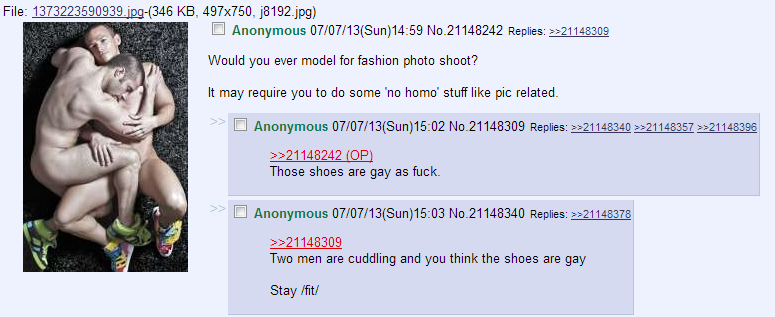 File: 1373223590939.jpg-(346 KB, 497x750, j8192.jpg)
Anonymous 07/07/13(Sun)14:59 No.21148242 Replies: >>21148309
Would you ever model for fashion photo shoot?
It may require you to do some 'no homo' stuff like pic related.
>> Anonymous 07/07/13(Sun)15:02 No.21148309 Replies: >>21148340 >>21148357 >>21148396
>>21148242 (OP)
Those shoes are gay as fuck.
>> Anonymous 07/07/13(Sun)15:03 No.21148340 Replies: >>21148378
>>21148309
Two men are cuddling and you think the shoes are gay
Stay /fit/